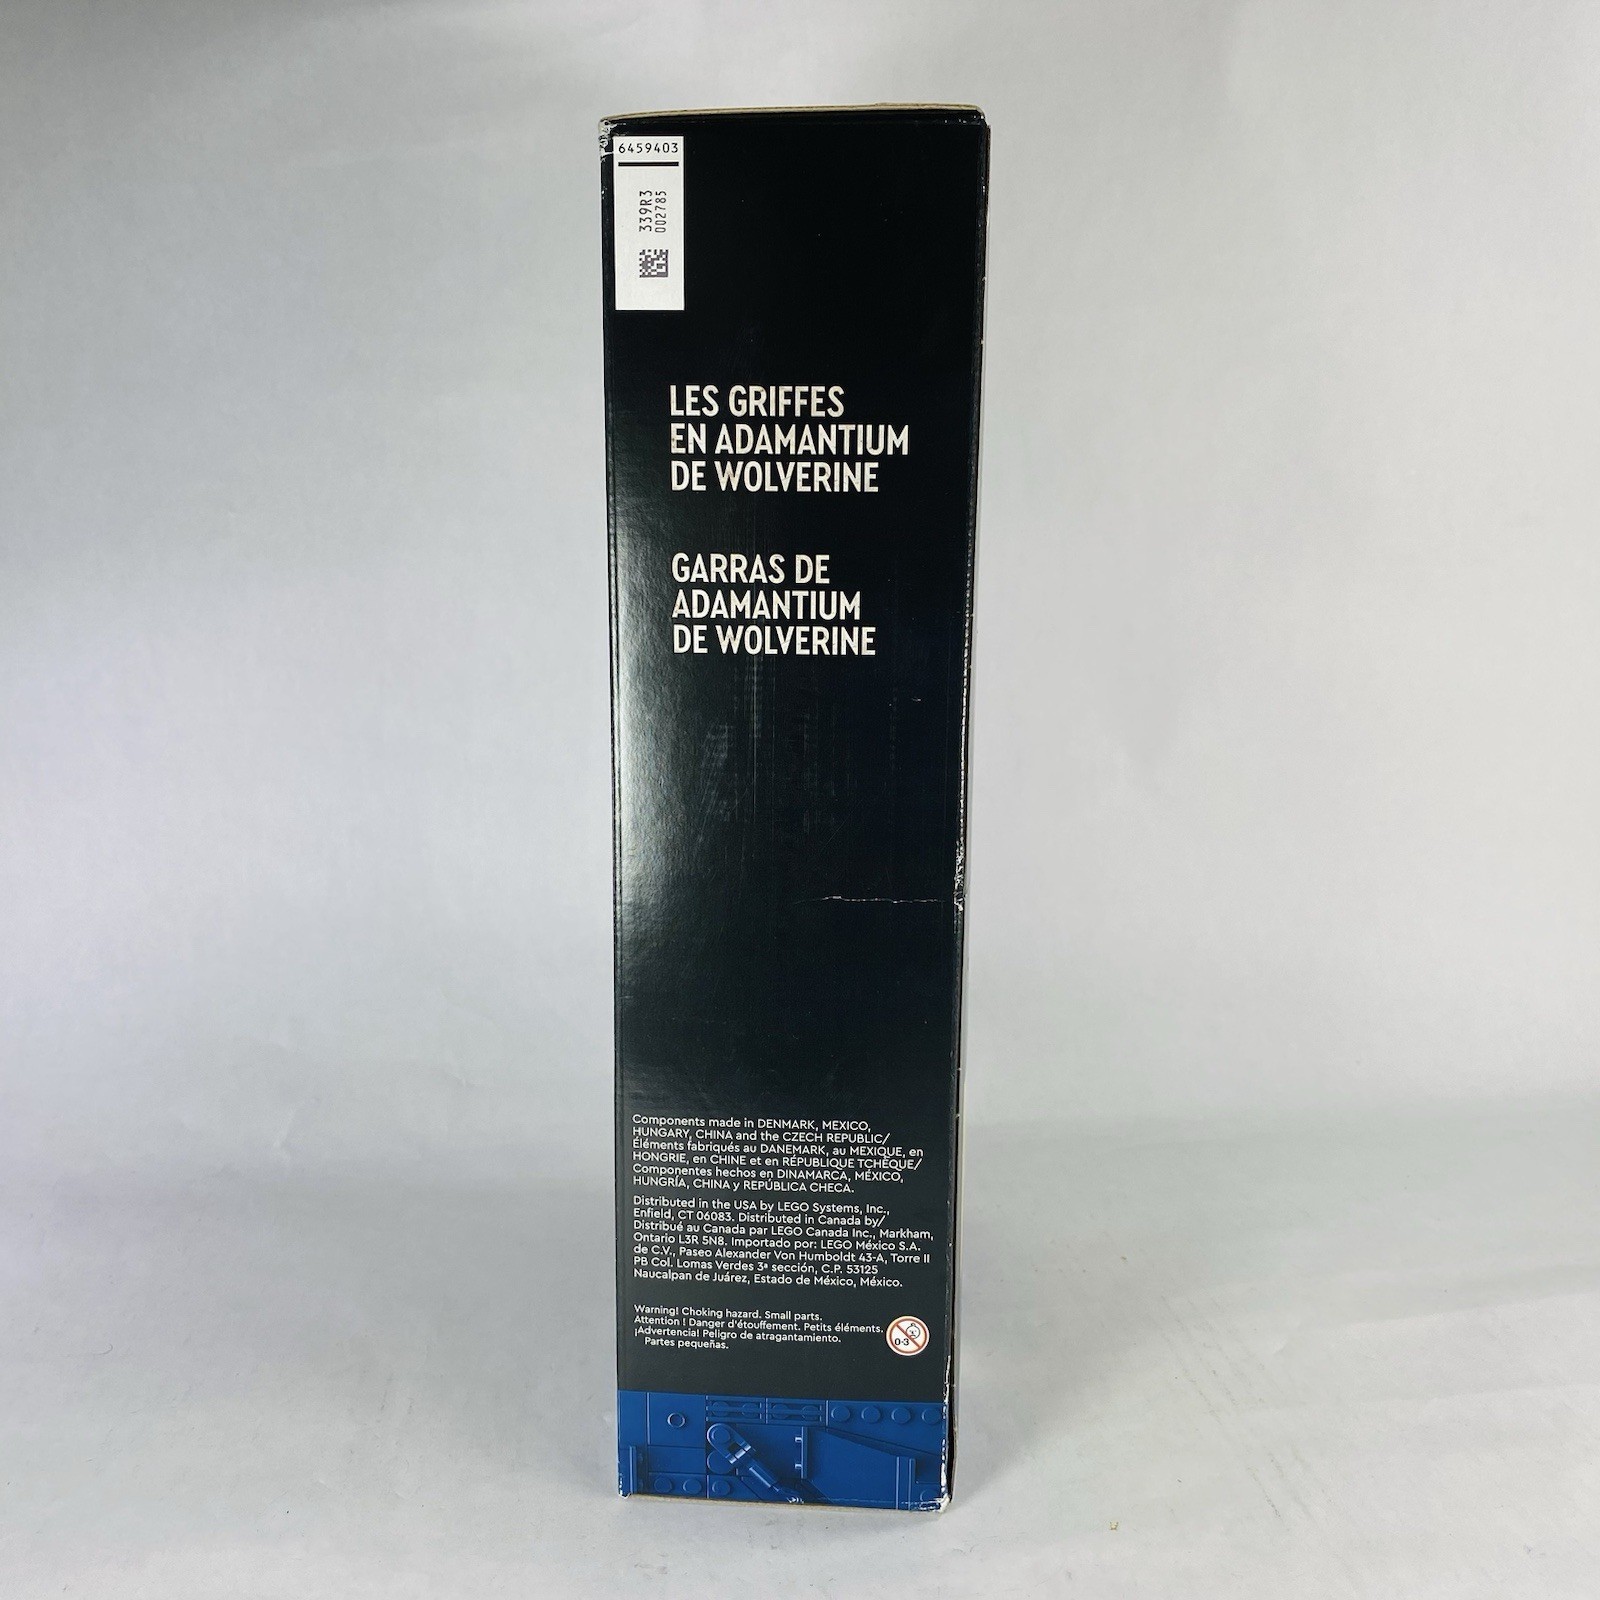 6459403
339R3
002785
LES GRIFFES
EN ADAMANTIUM
DE WOLVERINE
GARRAS DE
ADAMANTIUM
DE WOLVERINE
Components made in DENMARK, MEXICO,
HUNGARY, CHINA and the CZECH REPUBLIC/
Éléments fabriqués au DANEMARK, au MEXIQUE, en
HONGRIE, en CHINE et en RÉPUBLIQUE TCHÈQUE/
Componentes hechos en DINAMARCA, MÉXICO,
HUNGRÍA, CHINA y REPÚBLICA CHECA.
Distributed in the USA by LEGO Systems, Inc.,
Enfield, CT 06083. Distributed in Canada by/
Distribué au Canada par LEGO Canada Inc., Markham,
Ontario L3R 5N8. Importado por: LEGO México S.A.
de C.V., Paseo Alexander Von Humboldt 43-A, Torre II
PB Col. Lomas Verdes 3ª sección, C.P. 53125
Naucalpan de Juárez, Estado de México, México.
Warning! Choking hazard. Small parts.
Attention ! Danger d'étouffement. Petits éléments.
¡Advertencia! Peligro de atragantamiento.
Partes pequeñas.
0-3